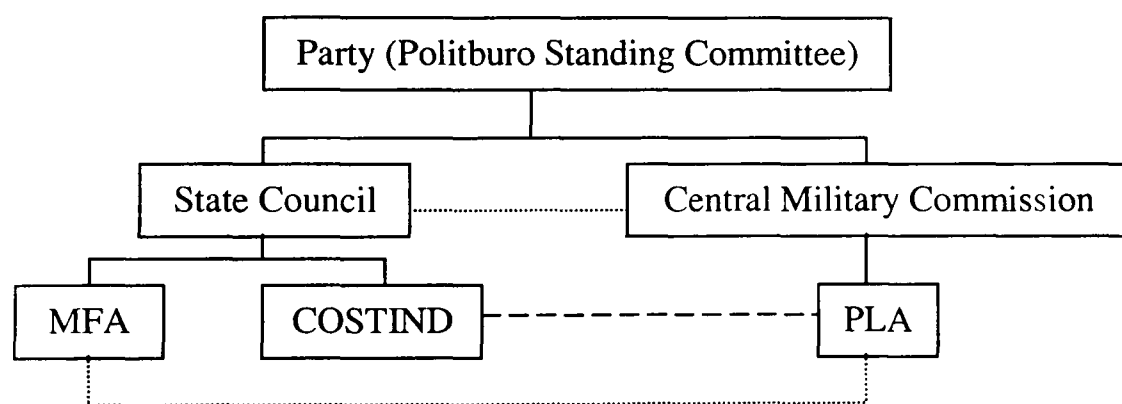 Party (Politburo Standing Committee)
State Council
Central Military Commission
MFA
COSTIND
PLA